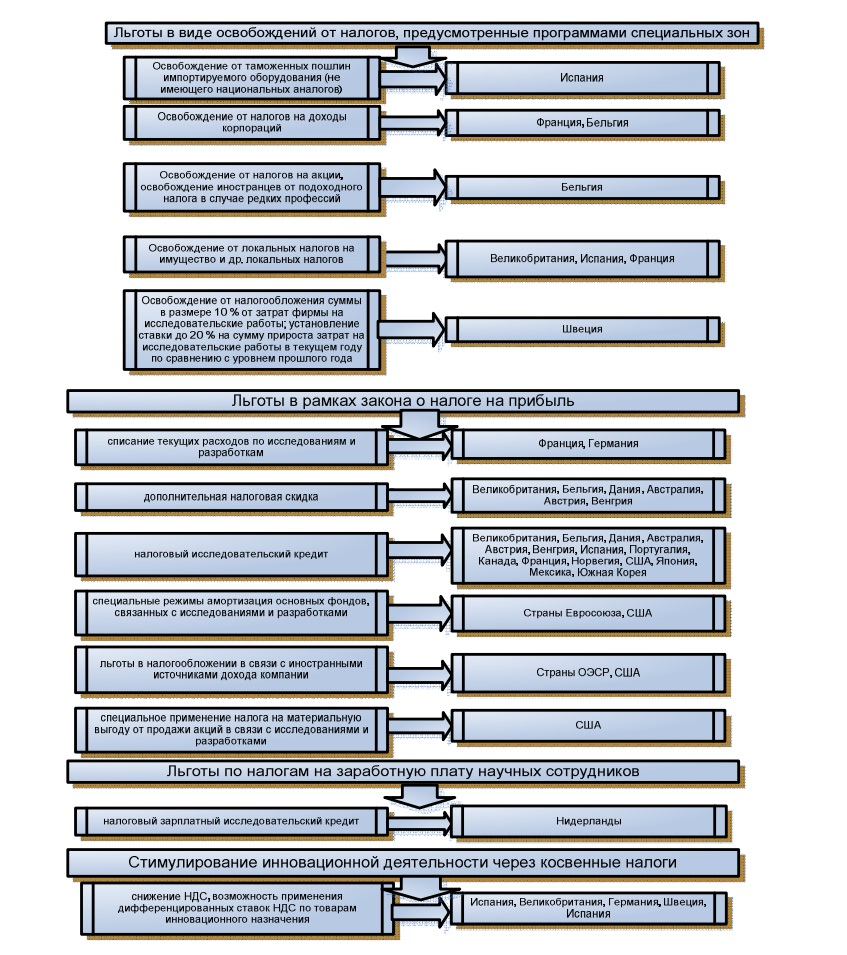 Льготы в виде освобождений от налогов, предусмотренные программами специальных зон
Освобождение от таможенных пошлин
импортируемого оборудования (не
имеющего национальных аналогов)
Испания
Освобождение от налогов на доходы
корпораций
Франция, Бельгия
Освобождение от налогов на акции,
освобождение иностранцев от подоходного
налога в случае редких профессий
Бельгия
Освобождение от локальных налогов на
имущество и др. локальных налогов
Великобритания, Испания, Франция
Освобождение от налогообложения суммы
в размере 10 % от затрат фирмы на
исследовательские работы; установление
ставки до 20 % на сумму прироста затрат на
исследовательские работы в текущем году
по сравнению с уровнем прошлого года
Швеция
Льготы в рамках закона о налоге на прибыль
списание текущих расходов по исследованиям и
разработкам
Франция, Германия
дополнительная налоговая скидка
Великобритания, Бельгия, Дания, Австралия,
Австрия, Венгрия
налоговый исследовательский кредит
Великобритания, Бельгия, Дания, Австралия,
Австрия, Венгрия, Испания, Португалия,
Канада, Франция, Норвегия, США, Япония,
Мексика, Южная Корея
специальные режимы амортизация основных фондов,
связанных с исследованиями и разработками
Страны Евросоюза, США
льготы в налогообложении в связи с иностранными
источниками дохода компании
Страны ОЭСР, США
специальное применение налога на материальную
выгоду от продажи акций в связи с исследованиями и
разработками
США
Льготы по налогам на заработную плату научных сотрудников
налоговый зарплатный исследовательский кредит
Нидерланды
Стимулирование инновационной деятельности через косвенные налоги
снижение НДС, возможность применения
дифференцированных ставок НДС по товарам
инновационного назначения
Испания, Великобритания, Германия, Швеция,
Испания